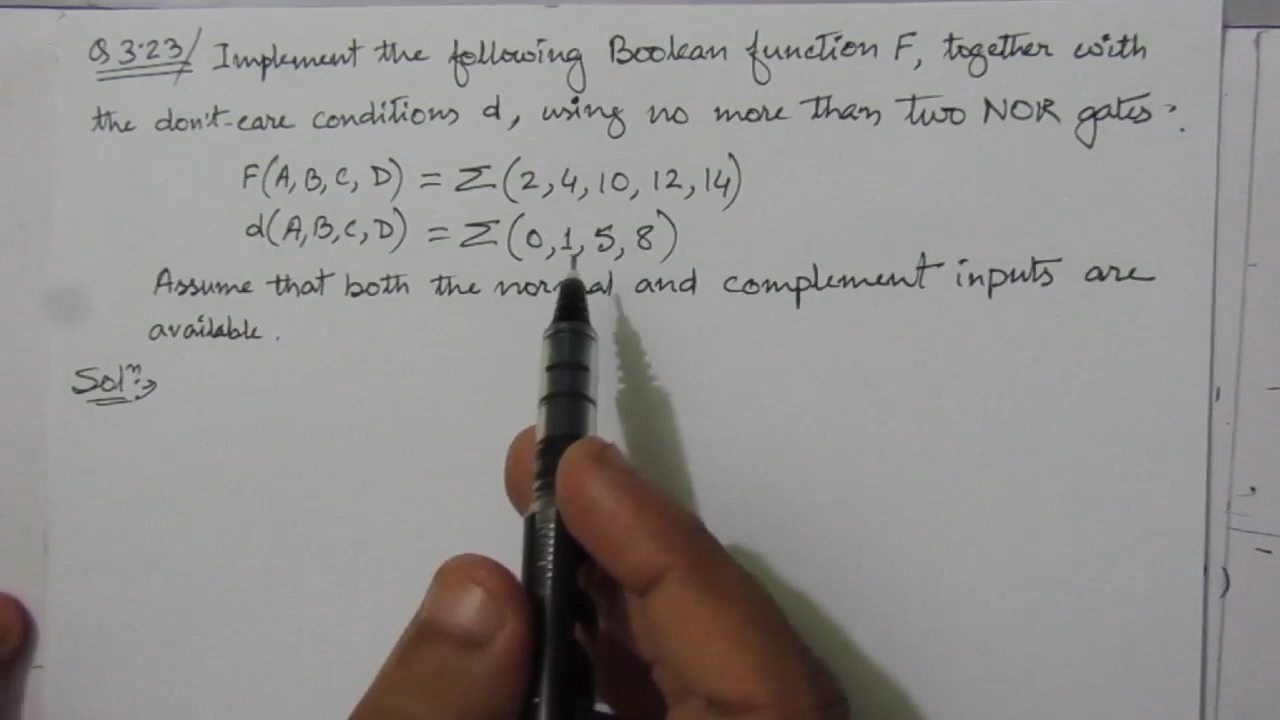 Q 3.23/ Implement the following Boolean function F, together with
the don't-care conditions d, using no more than two NOR gates :
F(A, B, C, D) = Σ(2, 4, 10, 12, 14)
d(A, B, C, D) = Σ(0, 1, 5, 8)
Assume that both the normal and complement inputs are
available.
Solⁿ:→